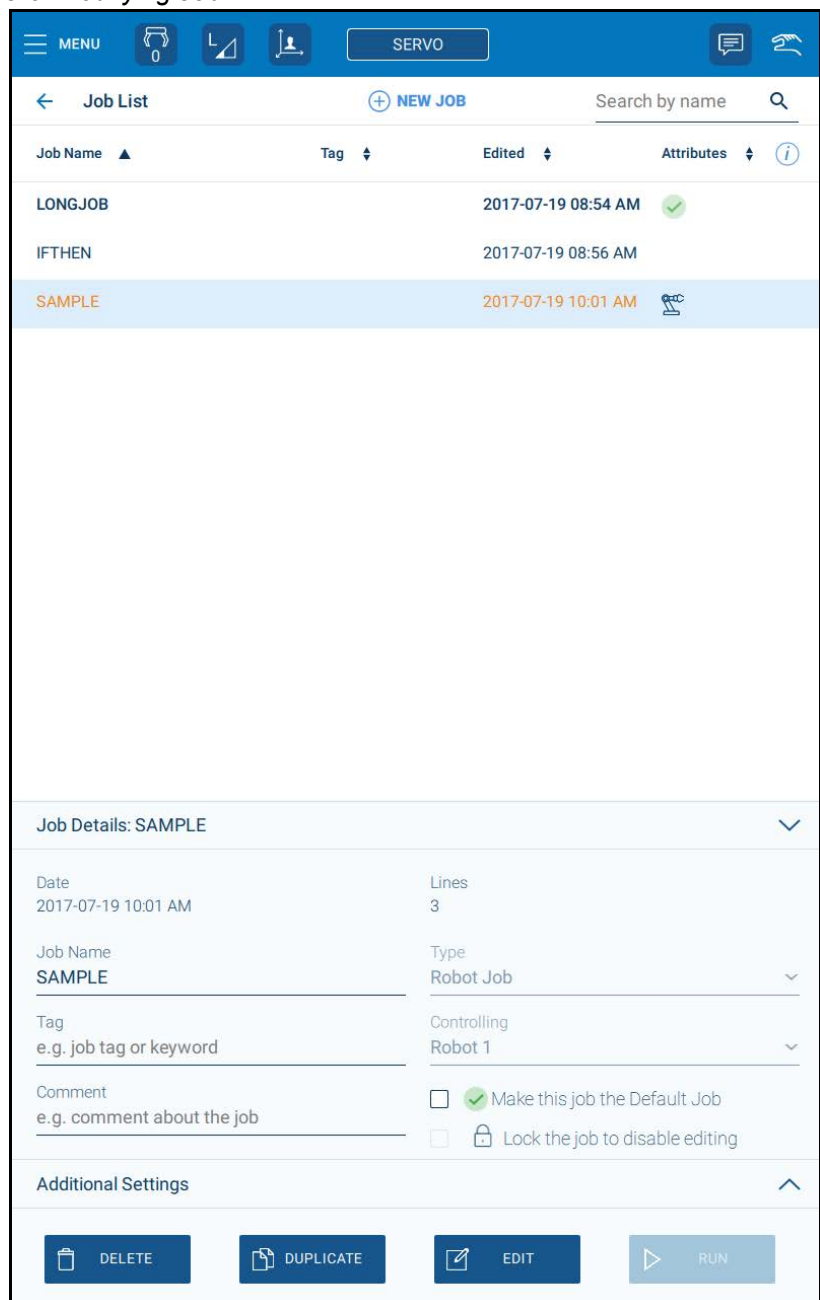 MENU
0
L
SERVO
Job List
NEW JOB
Search by name
Job Name
Tag
Edited
Attributes
i
LONGJOB
2017-07-19 08:54 AM
IFTHEN
2017-07-19 08:56 AM
SAMPLE
2017-07-19 10:01 AM
Job Details: SAMPLE
Date
2017-07-19 10:01 AM
Lines
3
Job Name
SAMPLE
Type
Robot Job
Tag
e.g. job tag or keyword
Controlling
Robot 1
Comment
e.g. comment about the job
Make this job the Default Job
Lock the job to disable editing
Additional Settings
DELETE
DUPLICATE
EDIT
RUN